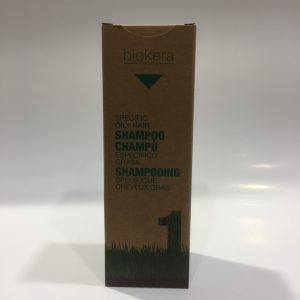 biokera
SPECIFIC
OILY-HAIR
SHAMPOO
CHAMPÚ
ESPECÍFICO
GRASA
SHAMPOOING
SPÉCIFIQUE
CHEVEUX GRAS
1